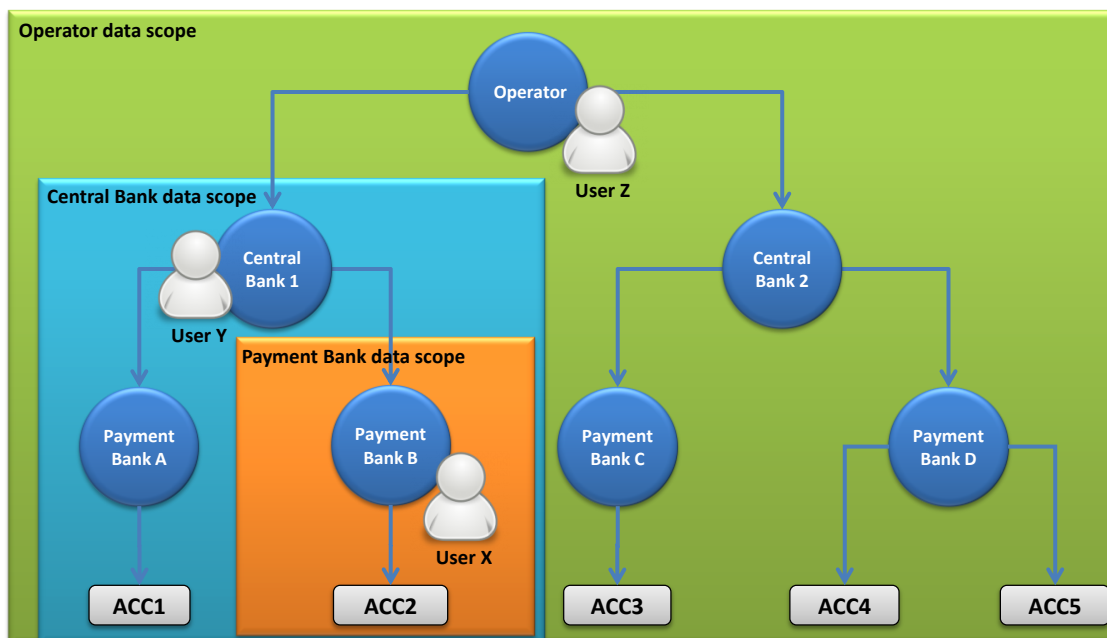 Operator data scope
Operator
User Z
Central Bank data scope
Central
Bank 1
Central
Bank 2
User Y
Payment Bank data scope
Payment
Bank A
Payment
Bank B
Payment
Bank C
Payment
Bank D
User X
ACC1
ACC2
ACC3
ACC4
ACC5